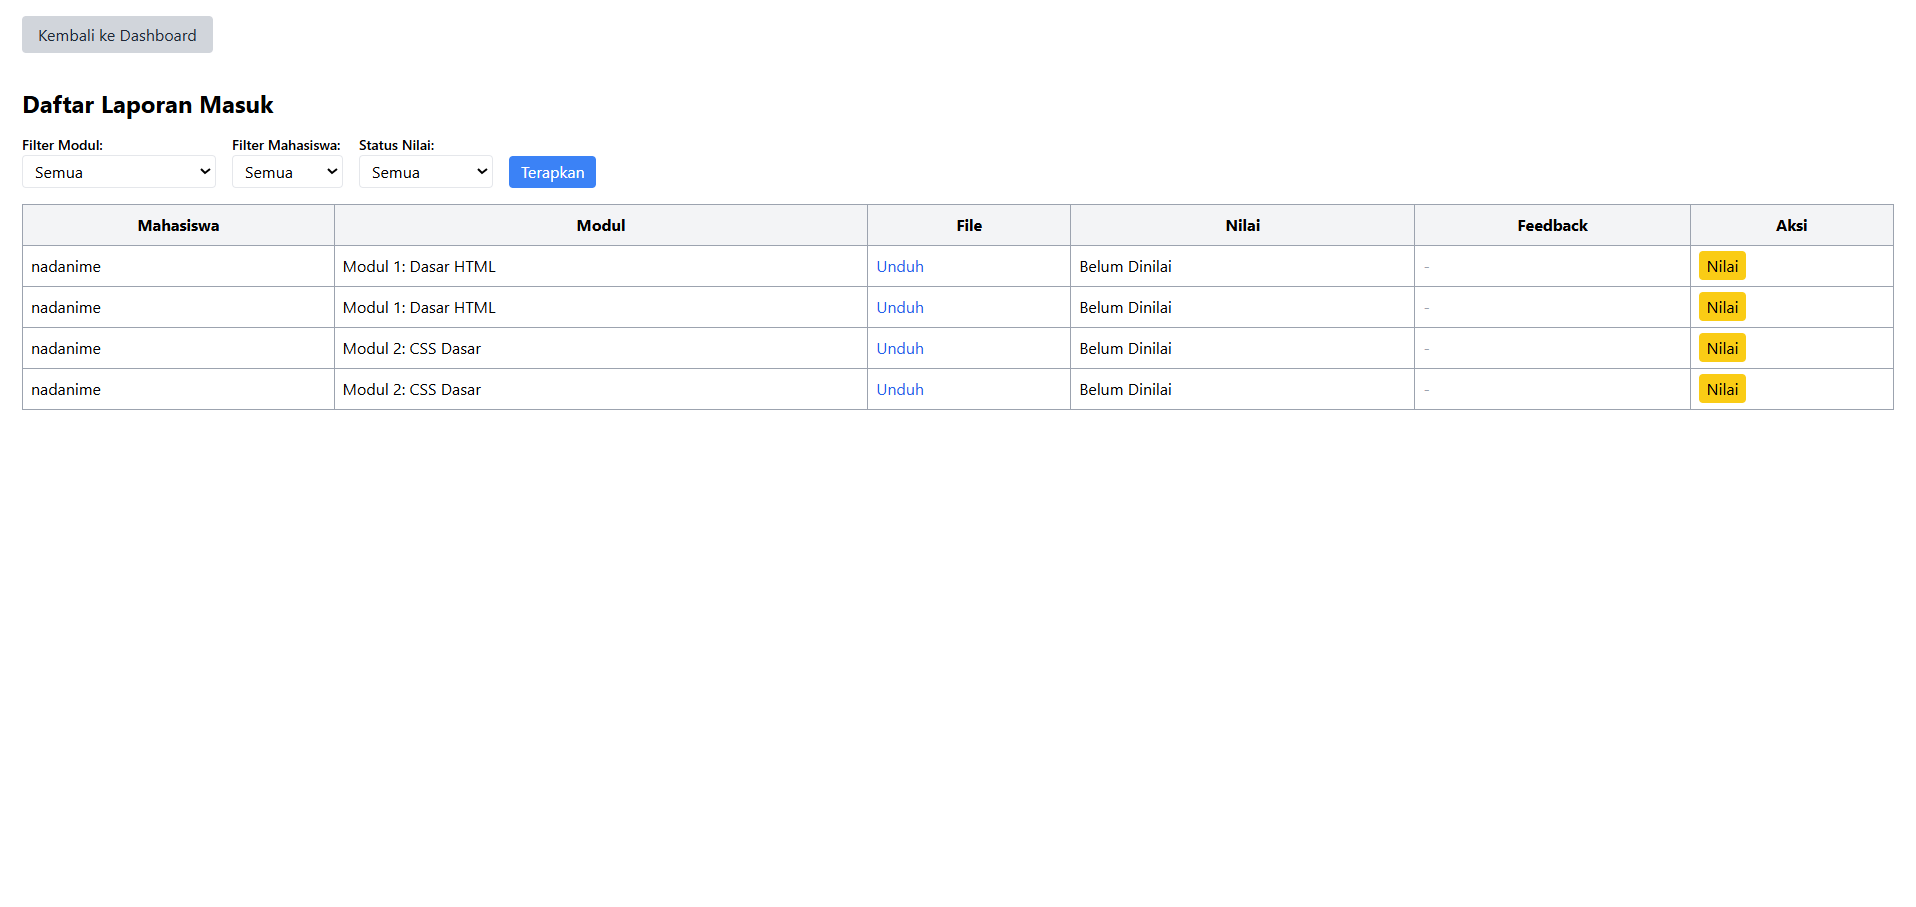 Kembali ke Dashboard
Daftar Laporan Masuk
Filter Modul: Filter Mahasiswa: Status Nilai:
Semua Semua Semua Terapkan
Mahasiswa Modul File Nilai Feedback Aksi
nadanime Modul 1: Dasar HTML Unduh Belum Dinilai - Nilai
nadanime Modul 1: Dasar HTML Unduh Belum Dinilai - Nilai
nadanime Modul 2: CSS Dasar Unduh Belum Dinilai - Nilai
nadanime Modul 2: CSS Dasar Unduh Belum Dinilai - Nilai